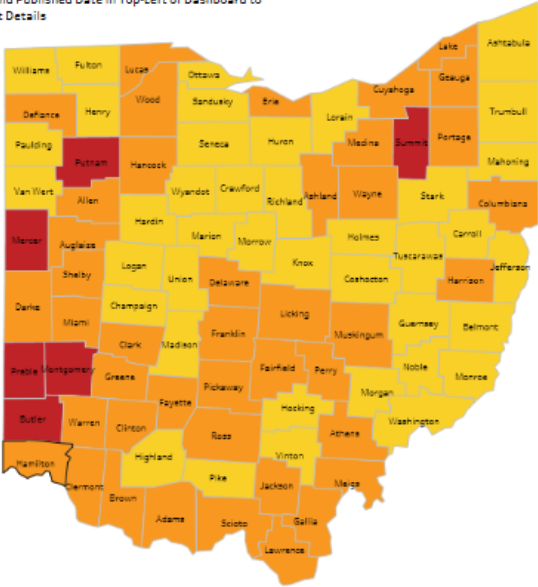 nd Published Date in Top-Left of Dashboard to
t Details
Lake
Ashtabula
Williams
Fulton
Lucas
Ottawa
Geauga
Cuyahoga
Wood
Sandusky
Erie
Defiance
Henry
Lorain
Trumbull
Paulding
Seneca
Huron
Medina
Summit
Portage
Putnam
Hancock
Mahoning
Van Wert
Allen
Wyandot
Crawford
Richland
Ashland
Wayne
Stark
Columbiana
Hardin
Mercer
Auglaize
Marion
Morrow
Holmes
Carroll
Tuscarawas
Jefferson
Logan
Union
Knox
Shelby
Delaware
Coshocton
Harrison
Darke
Champaign
Miami
Licking
Guernsey
Belmont
Clark
Madison
Franklin
Muskingum
Preble
Montgomery
Greene
Fairfield
Perry
Noble
Monroe
Pickaway
Morgan
Fayette
Hocking
Butler
Warren
Clinton
Washington
Ross
Athens
Hamilton
Highland
Vinton
Clermont
Pike
Jackson
Meigs
Brown
Adams
Scioto
Gallia
Lawrence